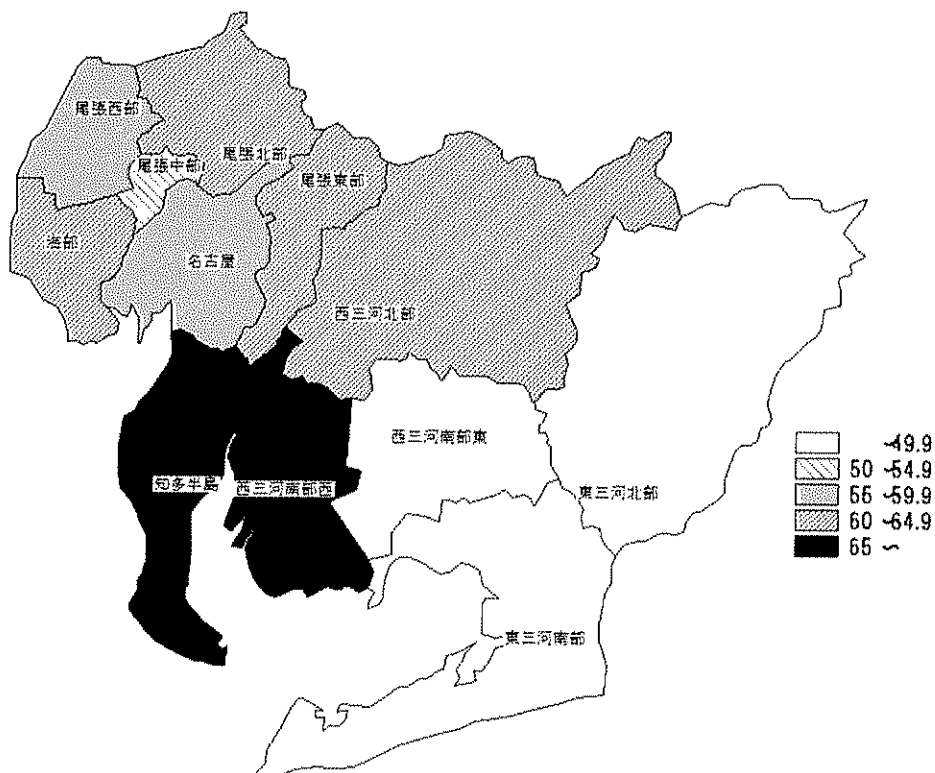 尾張西部
尾張中部
尾張北部
尾張東部
海部
名古屋
西三河北部
西三河南部東
知多半島
西三河南部西
東三河北部
東三河南部
~49.9
50 ~54.9
55 ~59.9
60 ~64.9
65 ~